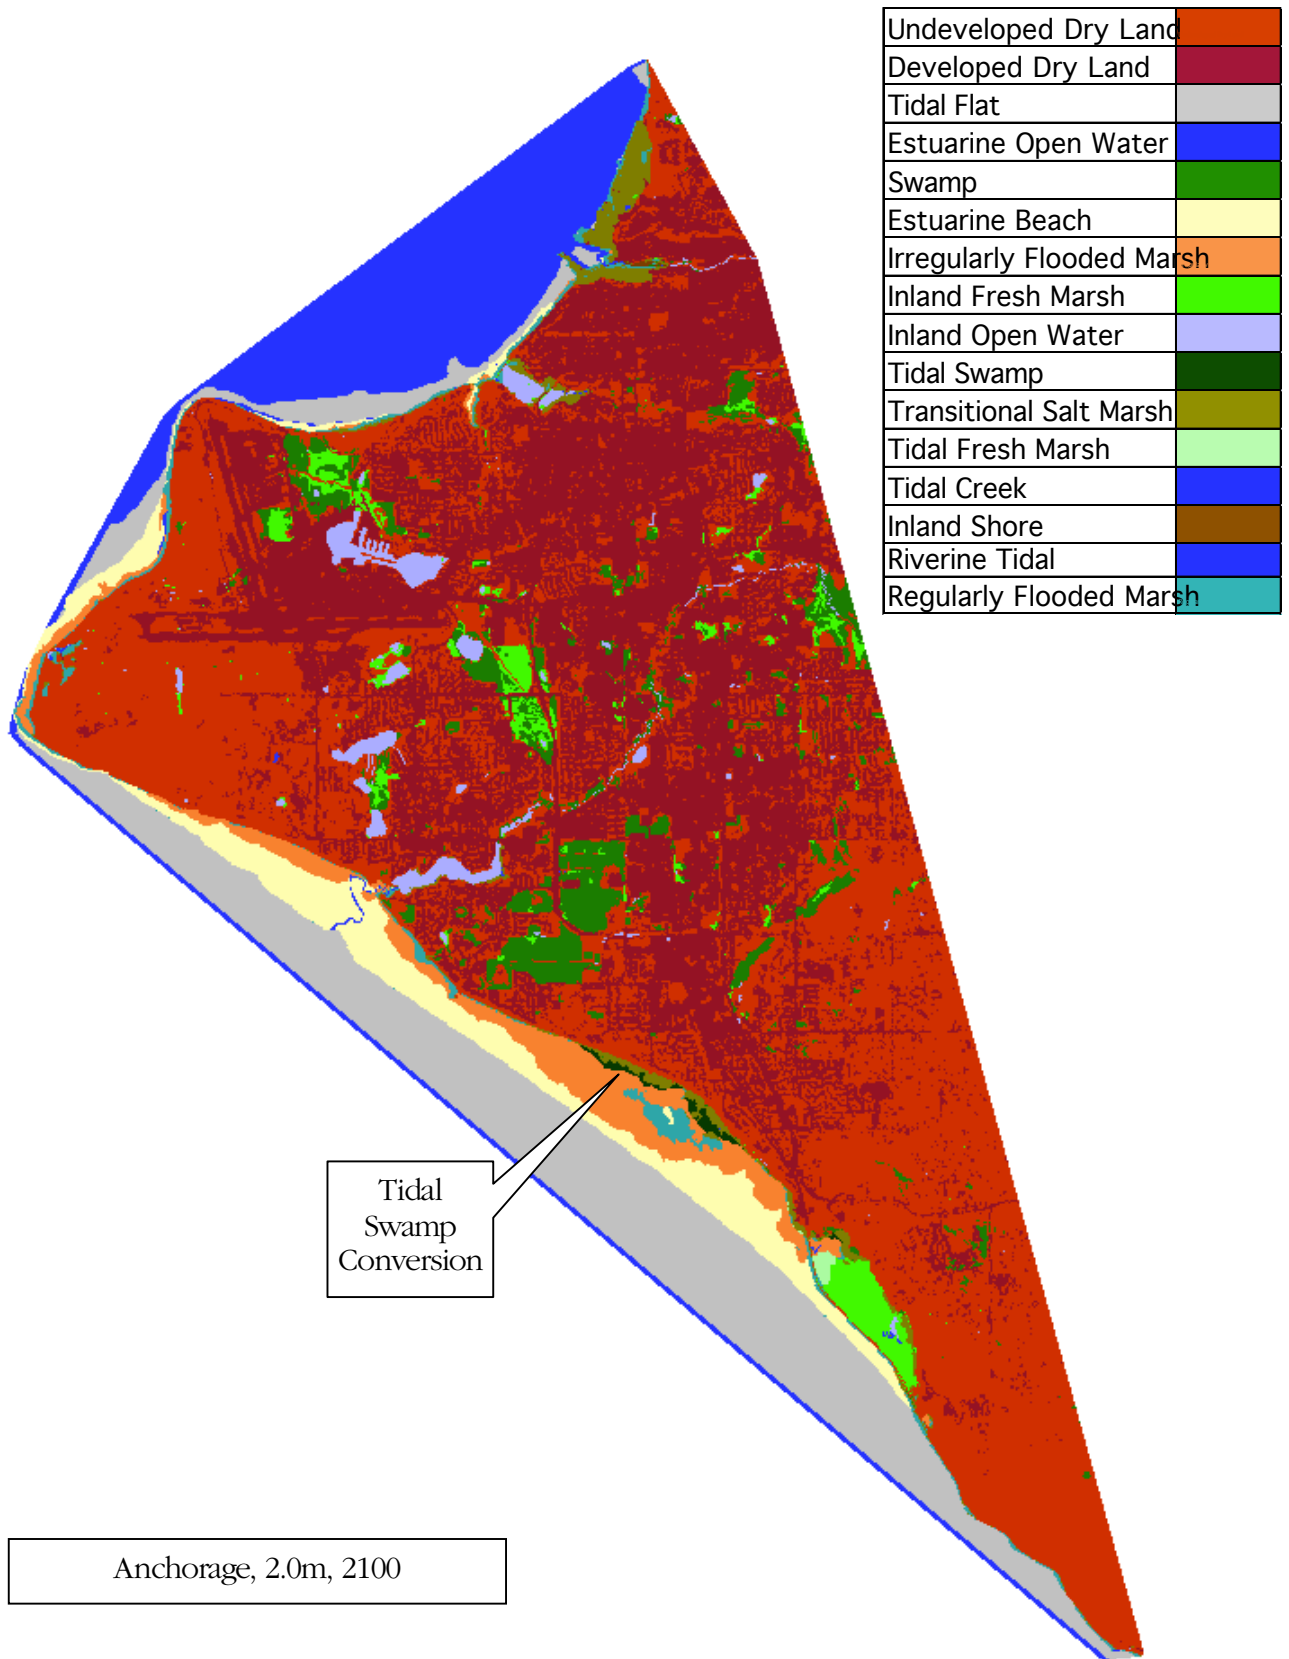 Undeveloped Dry Land
Developed Dry Land
Tidal Flat
Estuarine Open Water
Swamp
Estuarine Beach
Irregularly Flooded Marsh
Inland Fresh Marsh
Inland Open Water
Tidal Swamp
Transitional Salt Marsh
Tidal Fresh Marsh
Tidal Creek
Inland Shore
Riverine Tidal
Regularly Flooded Marsh
Tidal
Swamp
Conversion
Anchorage, 2.0m, 2100